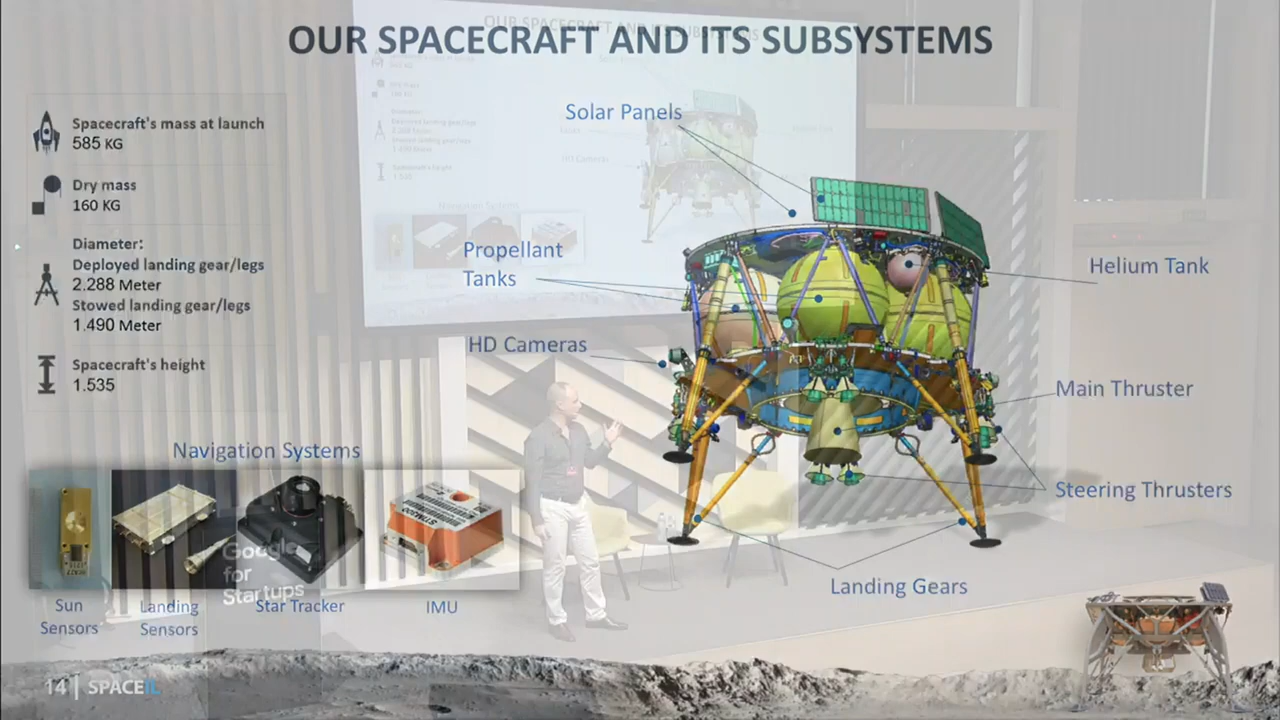 OUR SPACECRAFT AND ITS SUBSYSTEMS
Spacecraft's mass at launch
585 KG
Dry mass
160 KG
Diameter:
Deployed landing gear/legs
2.288 Meter
Stowed landing gear/legs
1.490 Meter
Spacecraft's height
1.535
Solar Panels
Propellant
Tanks
HD Cameras
Helium Tank
Main Thruster
Steering Thrusters
Landing Gears
Navigation Systems
Sun
Sensors
Landing
Sensors
Star Tracker
IMU
Google
for
Startups
14 | SPACEIL